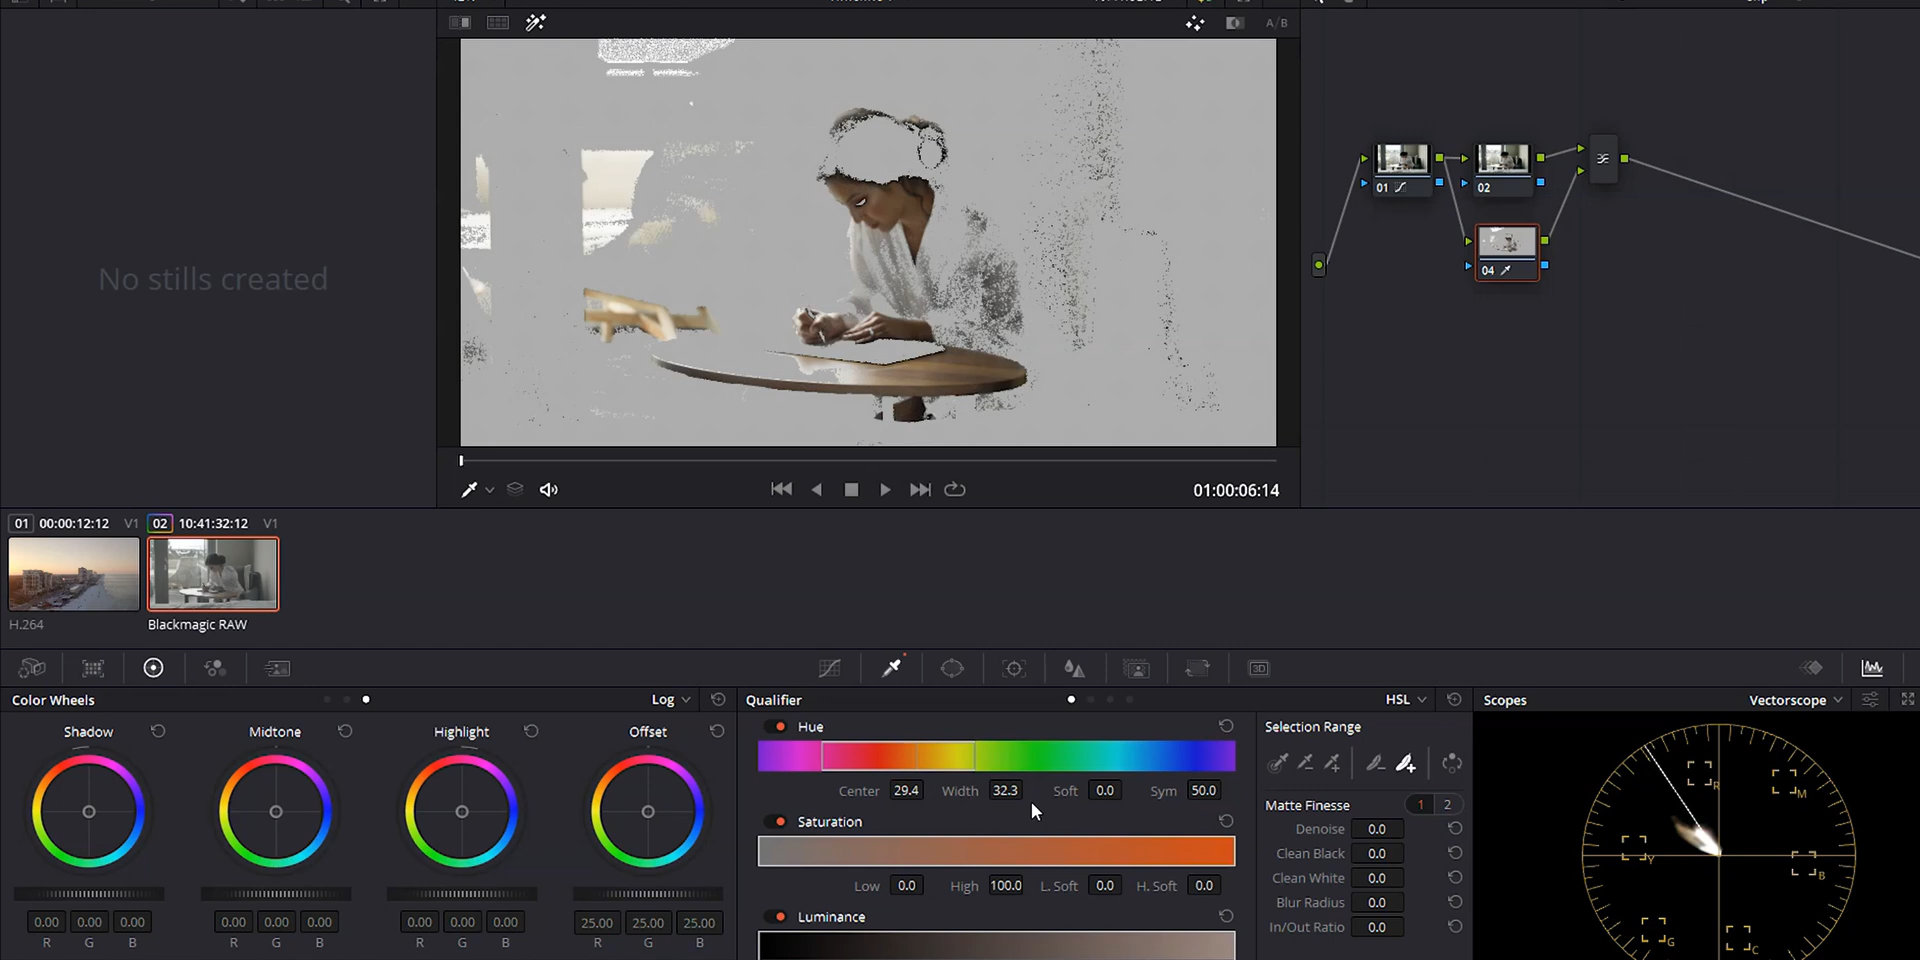 A/B
No stills created
01
02
04
01:00:06:14
01 00:00:12:12 V1
02 10:41:32:12 V1
H.264
Blackmagic RAW
3D
Color Wheels
Log
Shadow
Midtone
Highlight
Offset
0.00 0.00 0.00
R G B
0.00 0.00 0.00
R G B
0.00 0.00 0.00
R G B
25.00 25.00 25.00
R G B
Qualifier
HSL
Hue
Center 29.4 Width 32.3 Soft 0.0 Sym 50.0
Saturation
Low 0.0 High 100.0 L. Soft 0.0 H. Soft 0.0
Luminance
Selection Range
Matte Finesse 1 2
Denoise 0.0
Clean Black 0.0
Clean White 0.0
Blur Radius 0.0
In/Out Ratio 0.0
Scopes
Vectorscope
R
M
Y
B
G
C